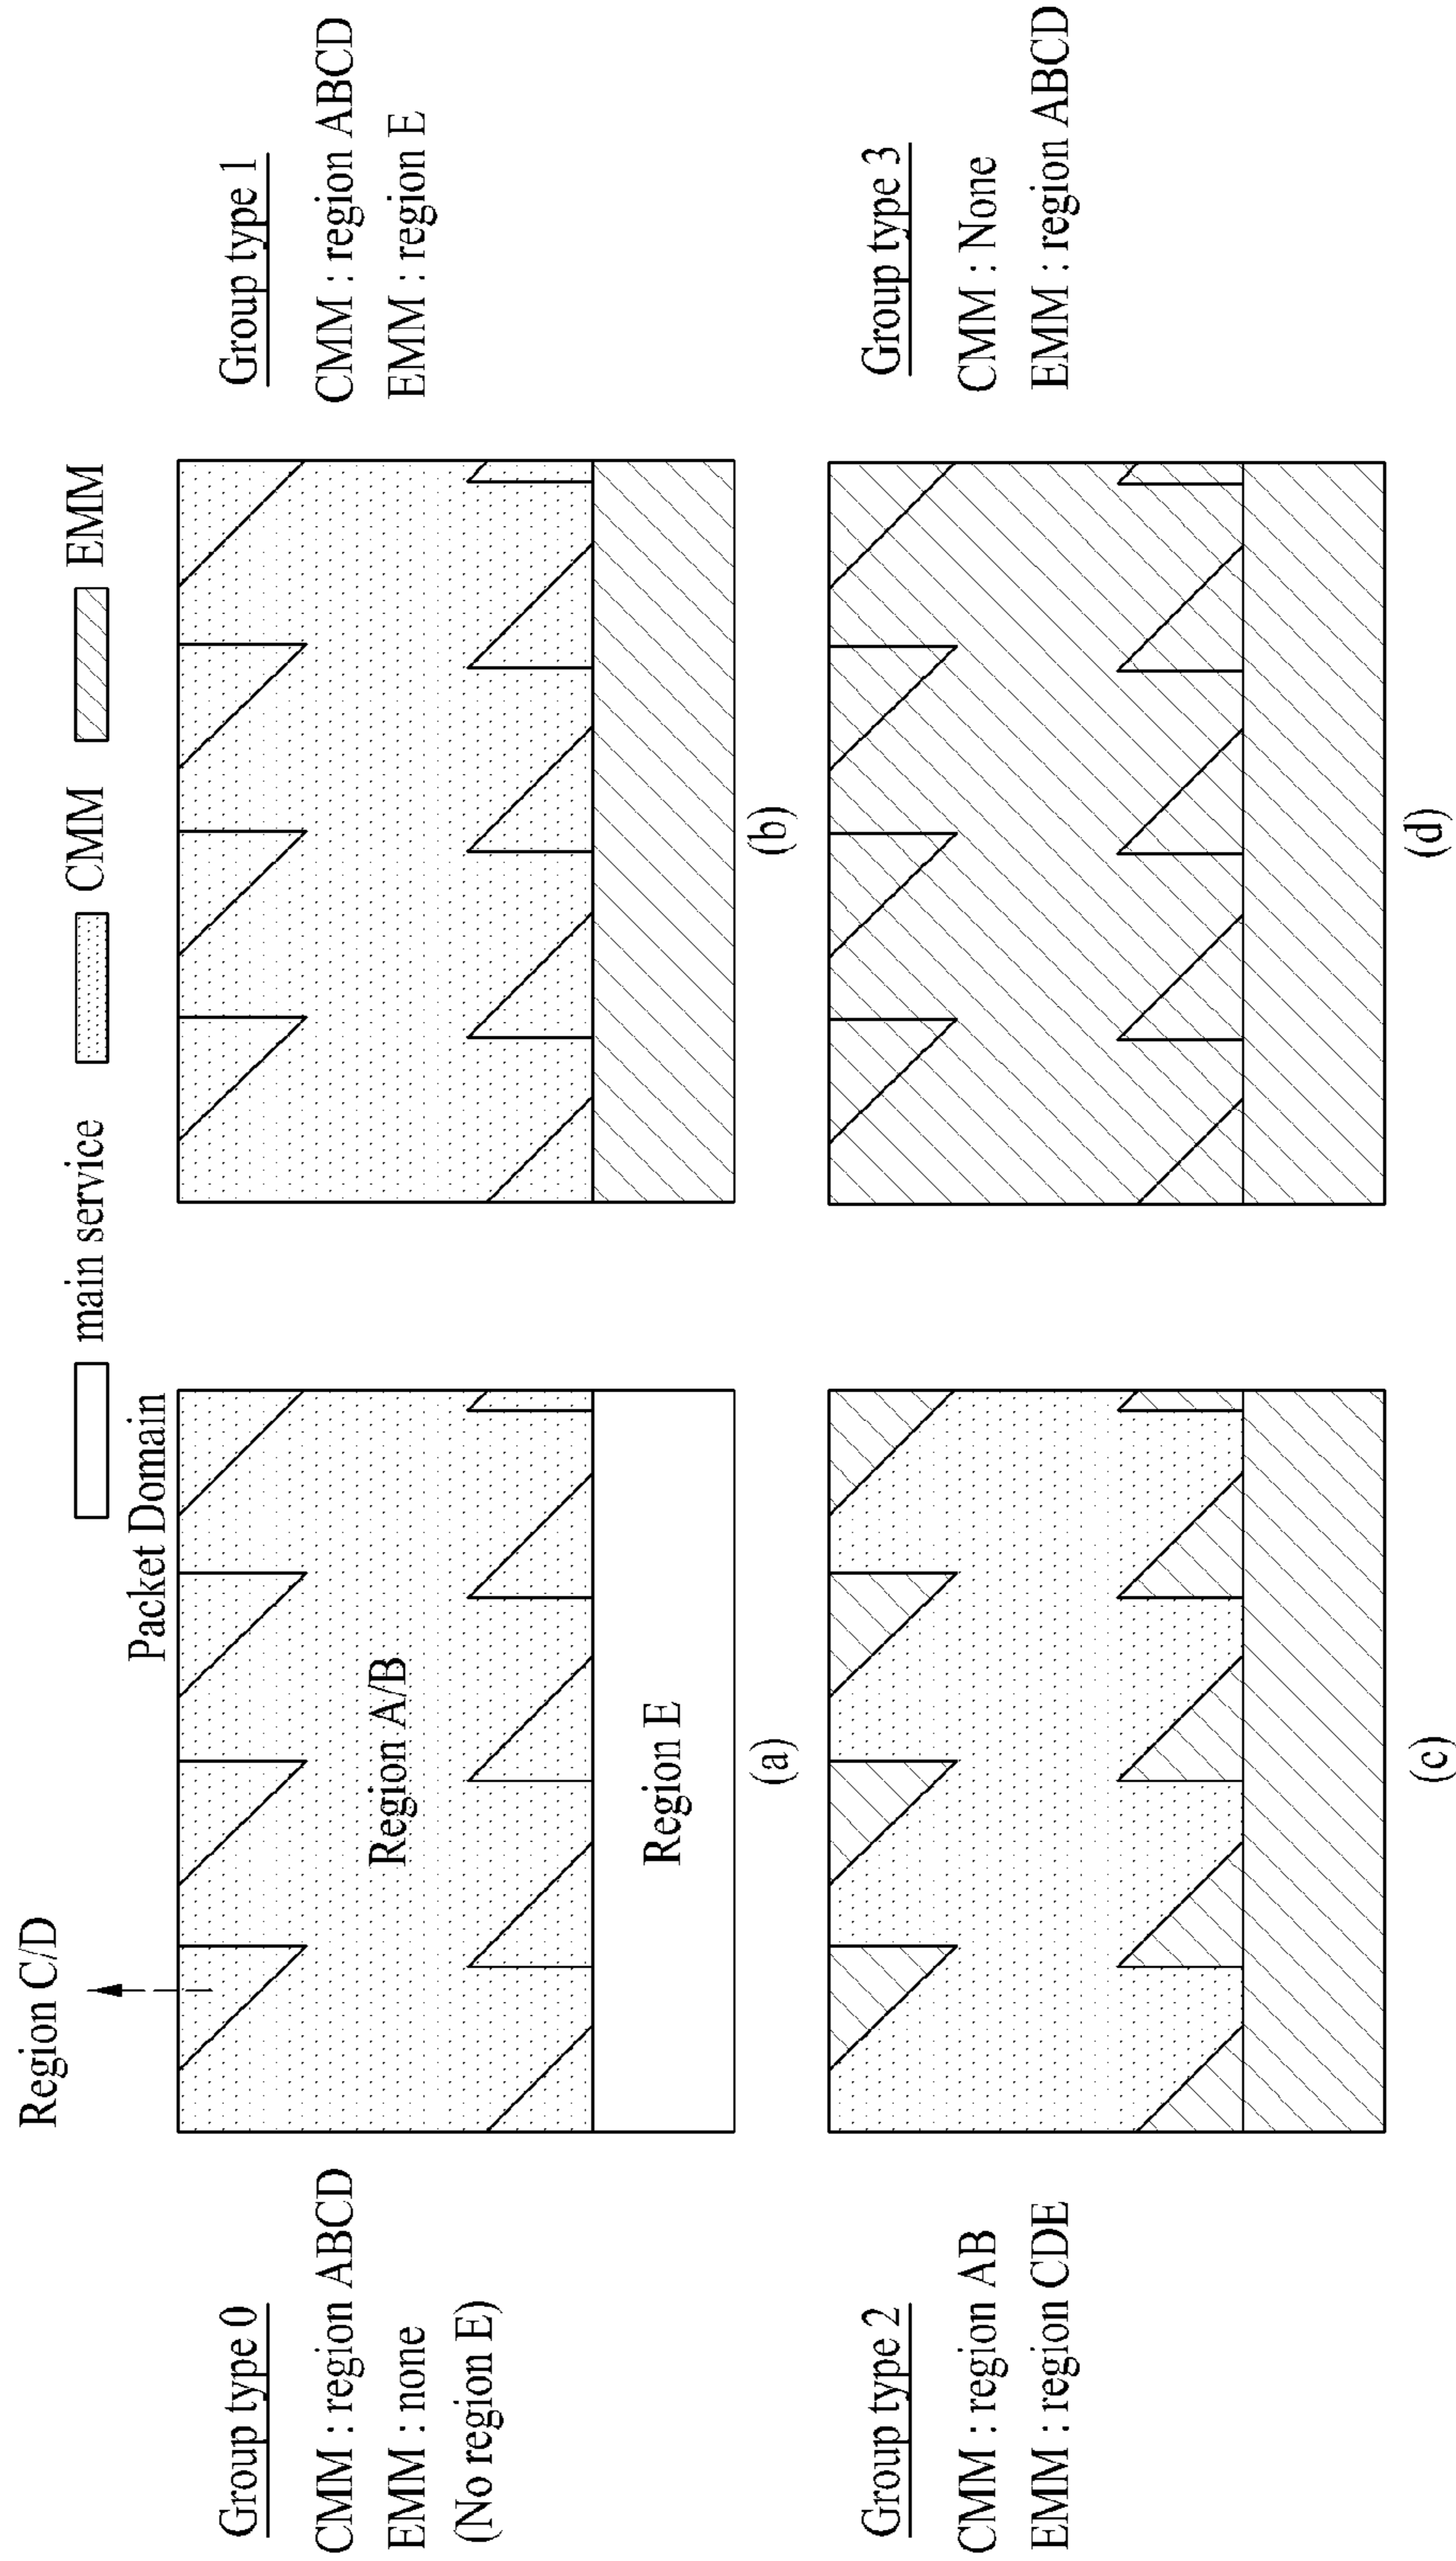 main service
CMM
EMM
Region C/D
Packet Domain
Group type 0
CMM : region ABCD
EMM : none
(No region E)
Region A/B
Region E
(a)
Group type 1
CMM : region ABCD
EMM : region E
(b)
Group type 2
CMM : region AB
EMM : region CDE
(c)
Group type 3
CMM : None
EMM : region ABCD
(d)